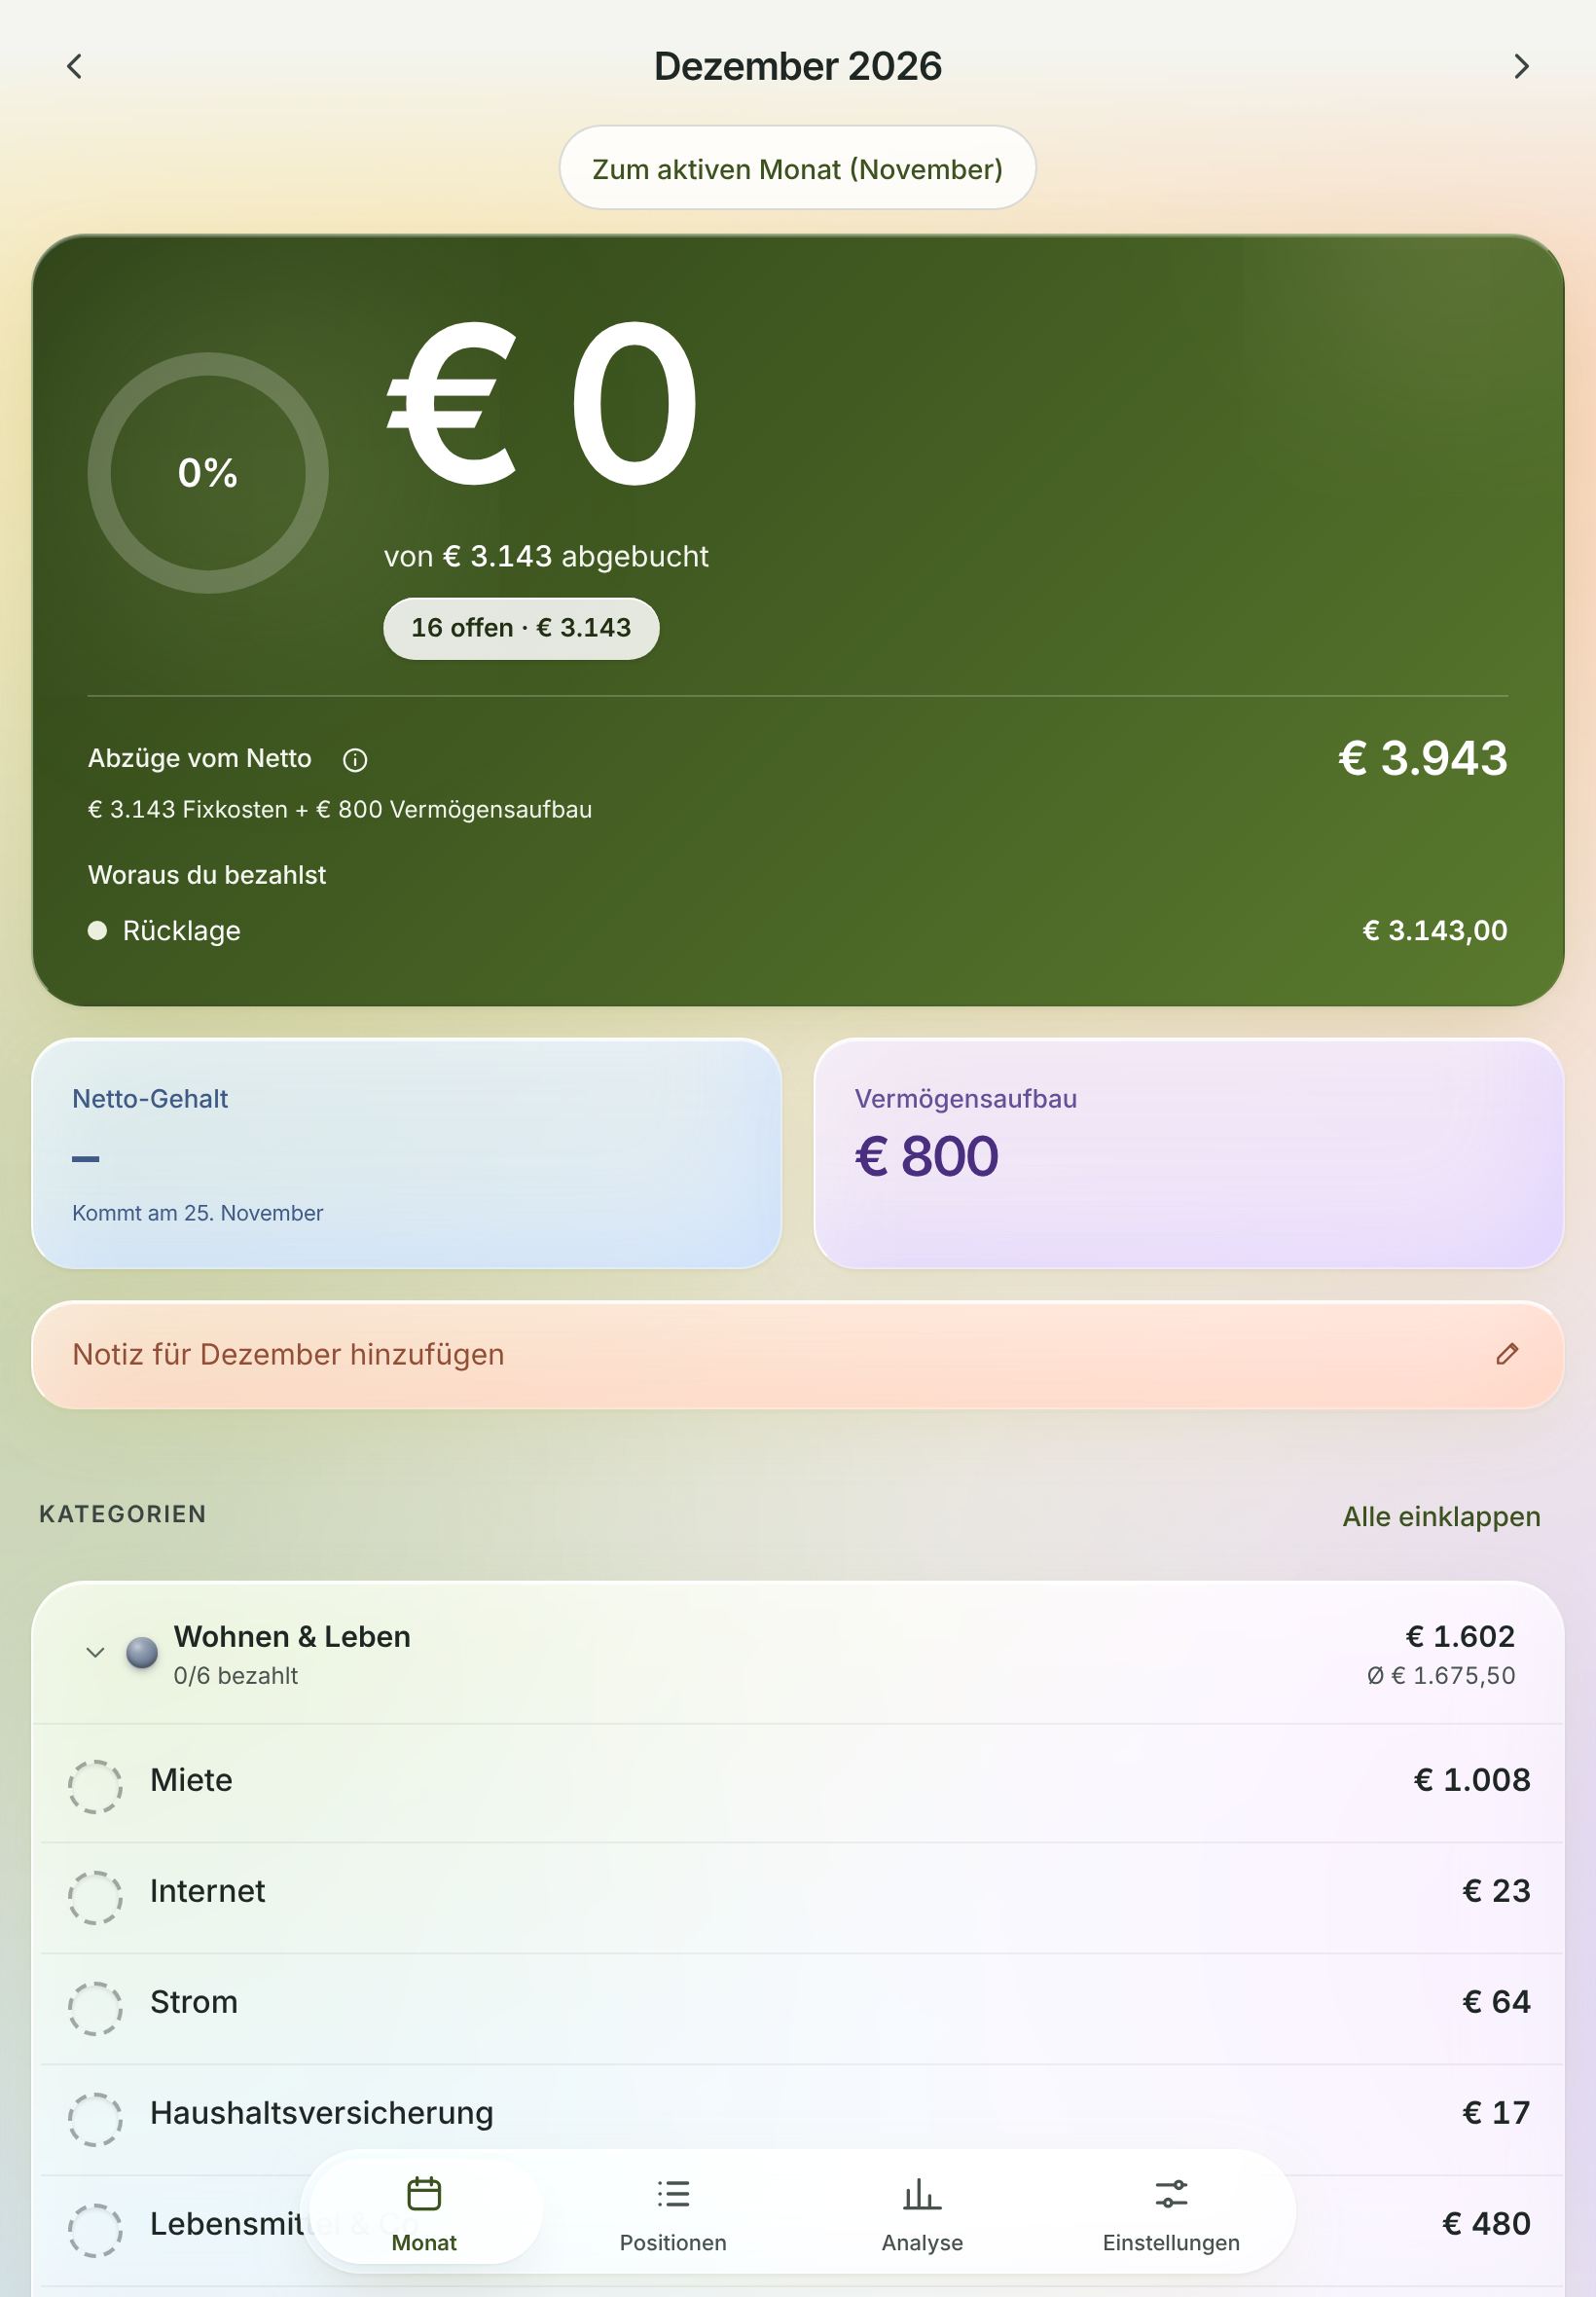 Dezember 2026
Zum aktiven Monat (November)
0%
€ 0
von € 3.143 abgebucht
16 offen · € 3.143
Abzüge vom Netto
€ 3.943
€ 3.143 Fixkosten + € 800 Vermögensaufbau
Woraus du bezahlst
Rücklage
€ 3.143,00
Netto-Gehalt
–
Kommt am 25. November
Vermögensaufbau
€ 800
Notiz für Dezember hinzufügen
KATEGORIEN
Alle einklappen
Wohnen & Leben
€ 1.602
0/6 bezahlt
Ø € 1.675,50
Miete
€ 1.008
Internet
€ 23
Strom
€ 64
Haushaltsversicherung
€ 17
Lebensmittel & Co
€ 480
Monat
Positionen
Analyse
Einstellungen